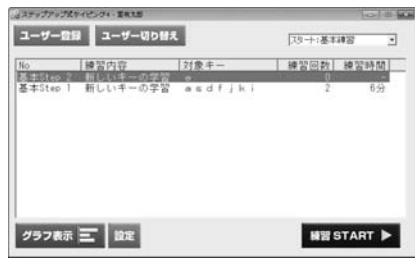 ステップアップ式タイピング4 - 富有太郎
ユーザー登録 ユーザー切り替え スタート:基本練習
No 練習内容 対象キー 練習回数 練習時間
基本Step 2 新しいキーの学習 e 0 -
基本Step 1 新しいキーの学習 a s d f j k i 2 6分
グラフ表示 設定 練習 START ▶